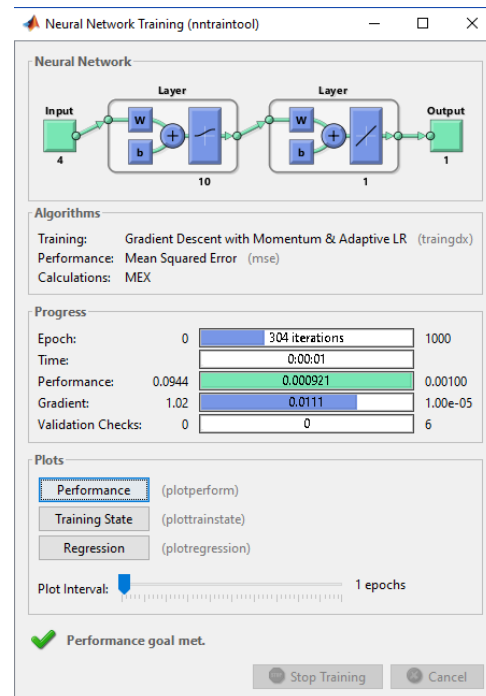 Neural Network Training (nntraintool)
Neural Network
Layer Layer
Input Output
W W
b b
4 1
10 1
Algorithms
Training: Gradient Descent with Momentum & Adaptive LR (traingdx)
Performance: Mean Squared Error (mse)
Calculations: MEX
Progress
Epoch: 0 304 iterations 1000
Time: 0:00:01
Performance: 0.0944 0.000921 0.00100
Gradient: 1.02 0.0111 1.00e-05
Validation Checks: 0 0 6
Plots
Performance (plotperform)
Training State (plottrainstate)
Regression (plotregression)
Plot Interval: 1 epochs
Performance goal met.
Stop Training Cancel